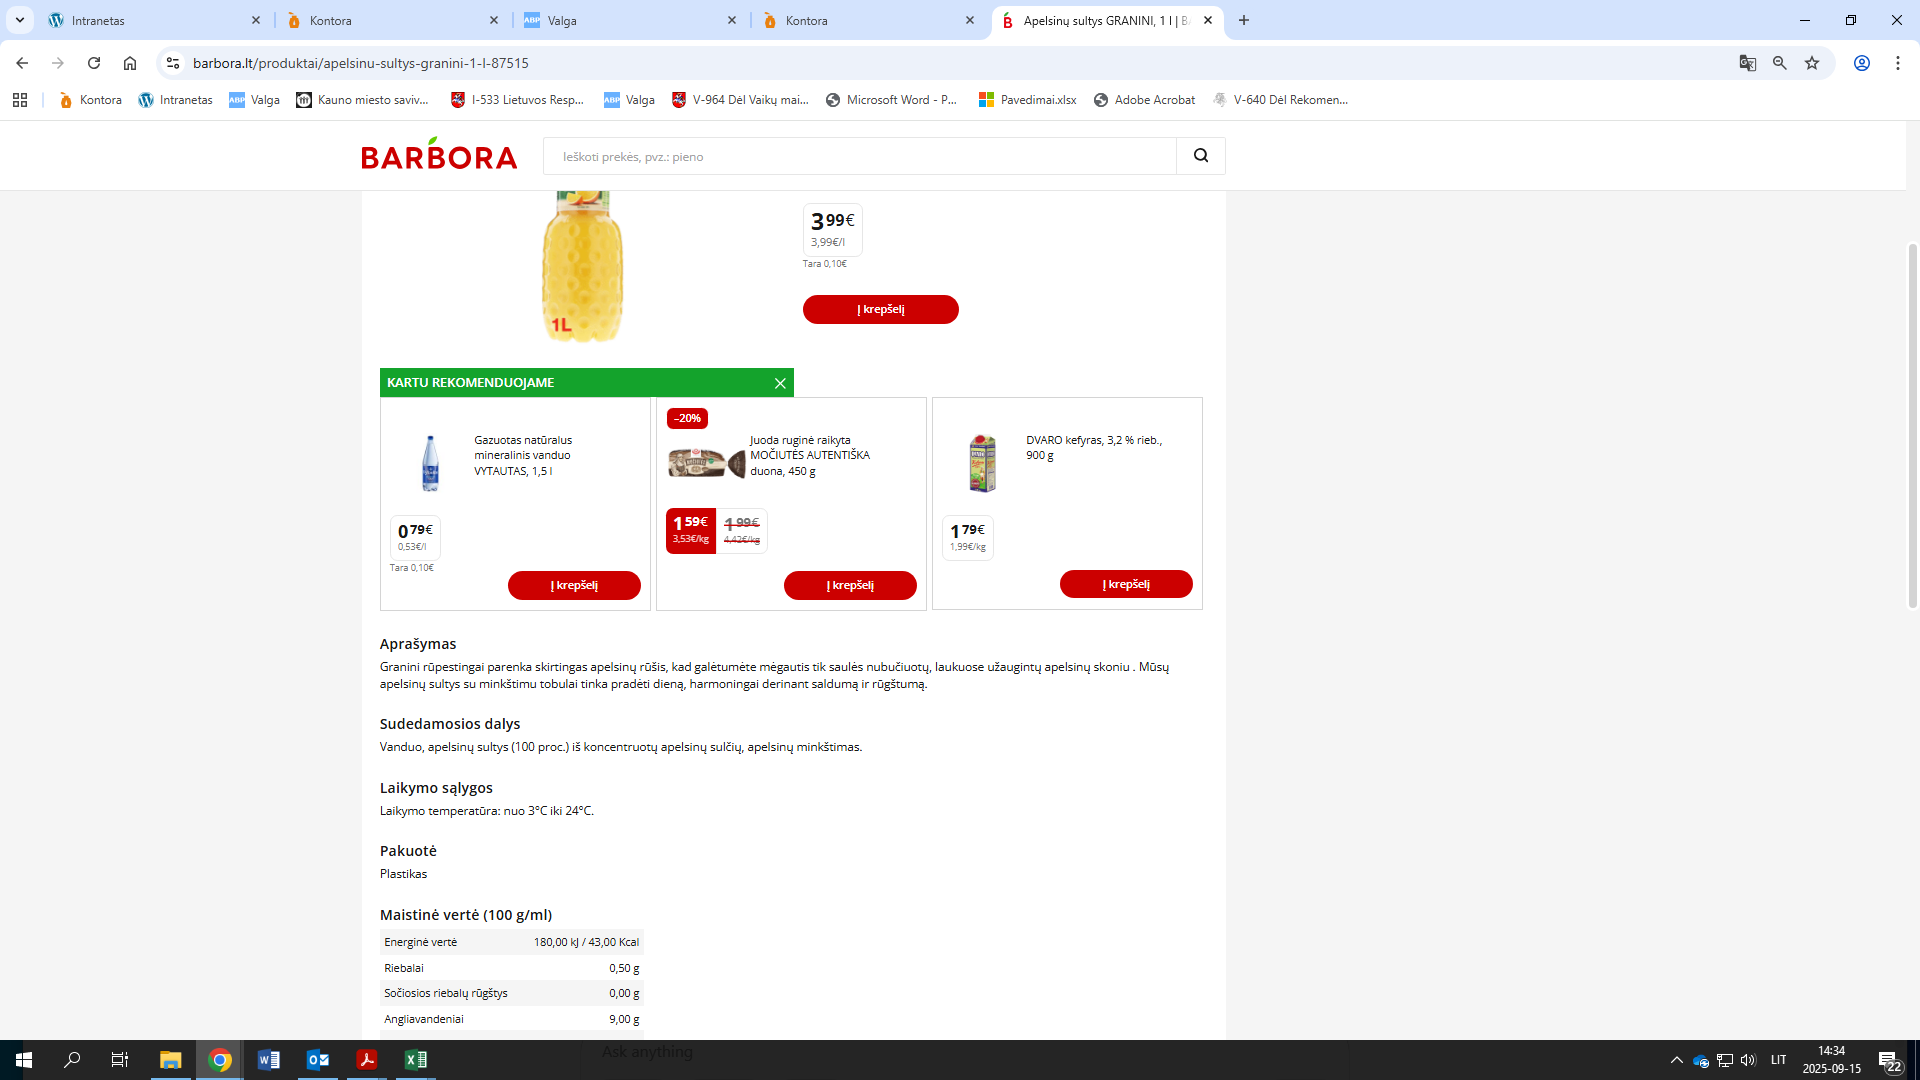 Intranetas
Kontora
ABP Valga
Kontora
Apelsinų sultys GRANINI, 1 l | BA
barbora.lt/produktai/apelsinu-sultys-granini-1-l-87515
Kontora
Intranetas
ABP Valga
Kauno miesto saviv...
I-533 Lietuvos Resp...
ABP Valga
V-964 Dėl Vaikų mai...
Microsoft Word - P...
Pavedimai.xlsx
Adobe Acrobat
V-640 Dėl Rekomen...
BARBORA
Ieškoti prekės, pvz.: pieno
1L
3 99€
3,99€/l
Tara 0,10€
Į krepšelį
KARTU REKOMENDUOJAME
Gazuotas natūralus
mineralinis vanduo
VYTAUTAS, 1,5 l
0 79€
0,53€/l
Tara 0,10€
Į krepšelį
–20%
Juoda ruginė raikyta
MOČIUTĖS AUTENTIŠKA
duona, 450 g
1 59€
3,53€/kg
1 99€
4,42€/kg
Į krepšelį
DVARO kefyras, 3,2 % rieb.,
900 g
1 79€
1,99€/kg
Į krepšelį
Aprašymas
Granini rūpestingai parenka skirtingas apelsinų rūšis, kad galėtumėte mėgautis tik saulės nubučiuotų, laukuose užaugintų apelsinų skoniu . Mūsų
apelsinų sultys su minkštimu tobulai tinka pradėti dieną, harmoningai derinant saldumą ir rūgštumą.
Sudedamosios dalys
Vanduo, apelsinų sultys (100 proc.) iš koncentruotų apelsinų sulčių, apelsinų minkštimas.
Laikymo sąlygos
Laikymo temperatūra: nuo 3°C iki 24°C.
Pakuotė
Plastikas
Maistinė vertė (100 g/ml)
Energinė vertė 180,00 kJ / 43,00 Kcal
Riebalai 0,50 g
Sočiosios riebalų rūgštys 0,00 g
Angliavandeniai 9,00 g
Ask anything
LIT
14:34
2025-09-15
22